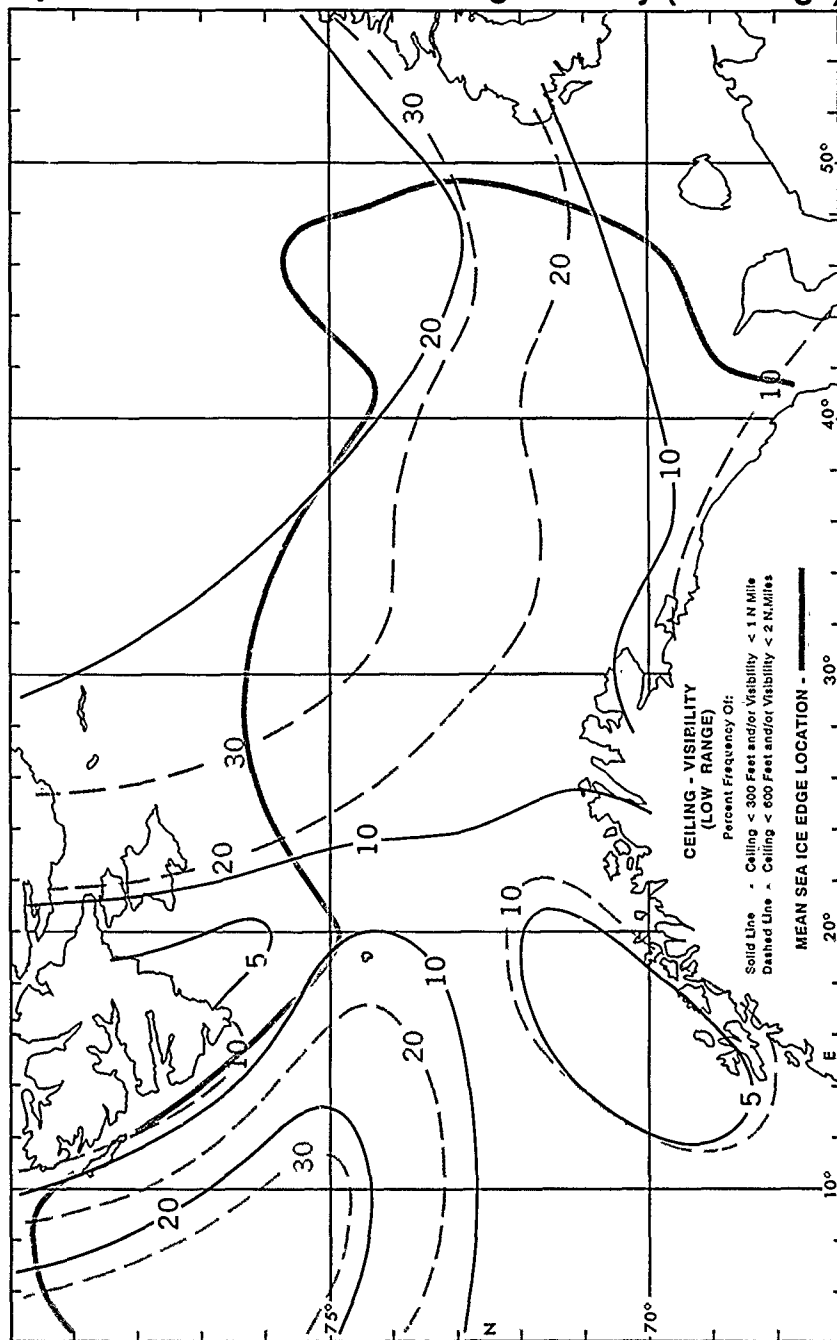 30
20
20
10
10
30
20
10
5
10
10
20
30
20
10
5
75°
70°
N
10°
E
20°
30°
40°
50°
CEILING - VISIBILITY
(LOW RANGE)
Percent Frequency Of:
Solid Line - Ceiling < 300 Feet and/or Visibility < 1 N Mile
Dashed Line - Ceiling < 600 Feet and/or Visibility < 2 N.Miles
MEAN SEA ICE EDGE LOCATION -